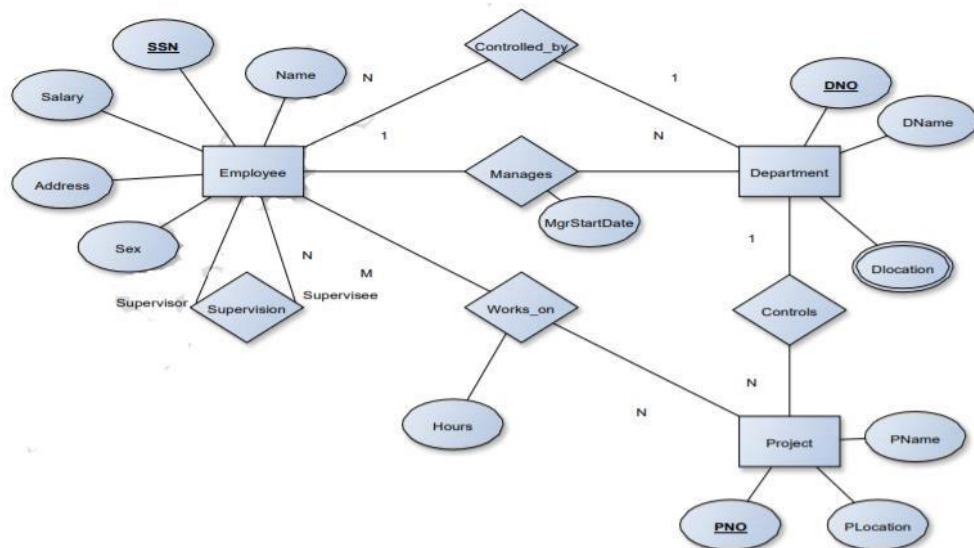 Controlled_by
SSN
Name
N
1
DNO
Salary
DName
1
N
Employee
Manages
Department
Address
MgrStartDate
Sex
N
M
1
Dlocation
Supervisor
Supervisee
Supervision
Works_on
Controls
N
Hours
N
Project
PName
PNO
PLocation